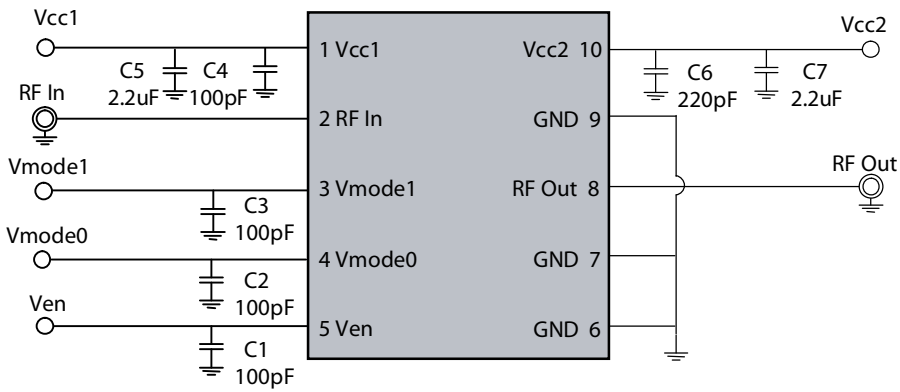 Vcc1
C5
2.2uF
C4
100pF
RF In
Vmode1
C3
100pF
Vmode0
C2
100pF
Ven
C1
100pF
1 Vcc1
2 RF In
3 Vmode1
4 Vmode0
5 Ven
Vcc2 10
GND 9
RF Out 8
GND 7
GND 6
Vcc2
C6
220pF
C7
2.2uF
RF Out